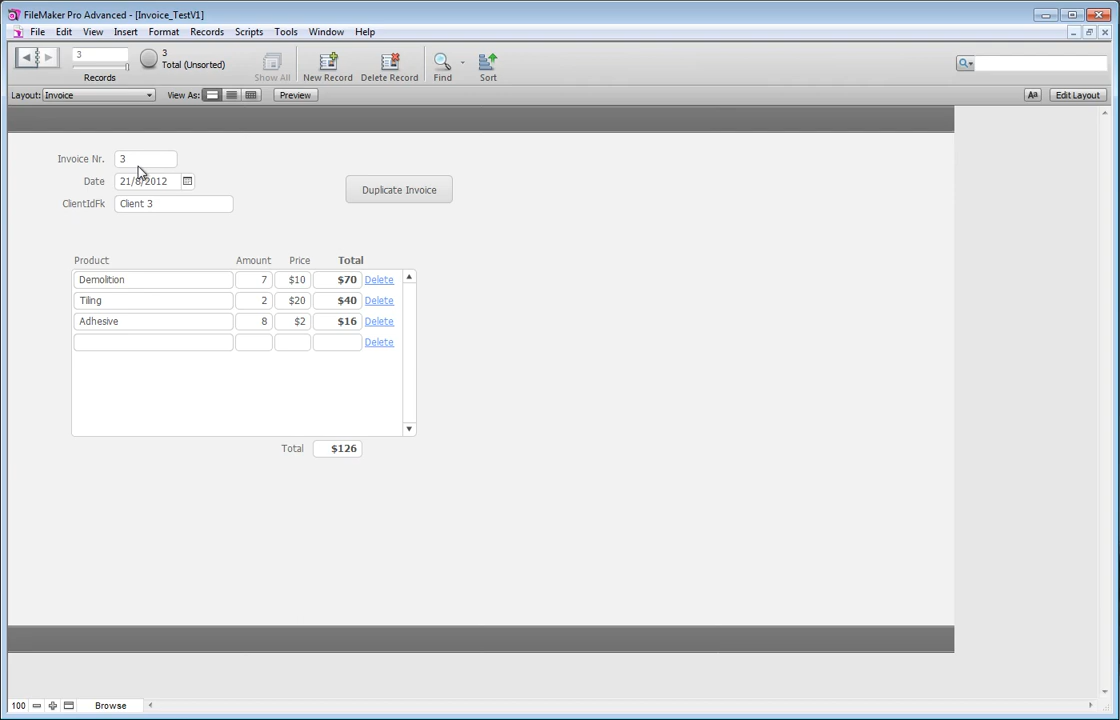 FileMaker Pro Advanced - [Invoice_TestV1]
File Edit View Insert Format Records Scripts Tools Window Help
3
3
Total (Unsorted)
Records Show All New Record Delete Record Find Sort
Layout: Invoice View As: Preview Aa Edit Layout
Invoice Nr. 3
Date 21/8/2012
ClientIdFk Client 3
Duplicate Invoice
Product Amount Price Total
Demolition 7 $10 $70 Delete
Tiling 2 $20 $40 Delete
Adhesive 8 $2 $16 Delete
Delete
Total $126
100 Browse